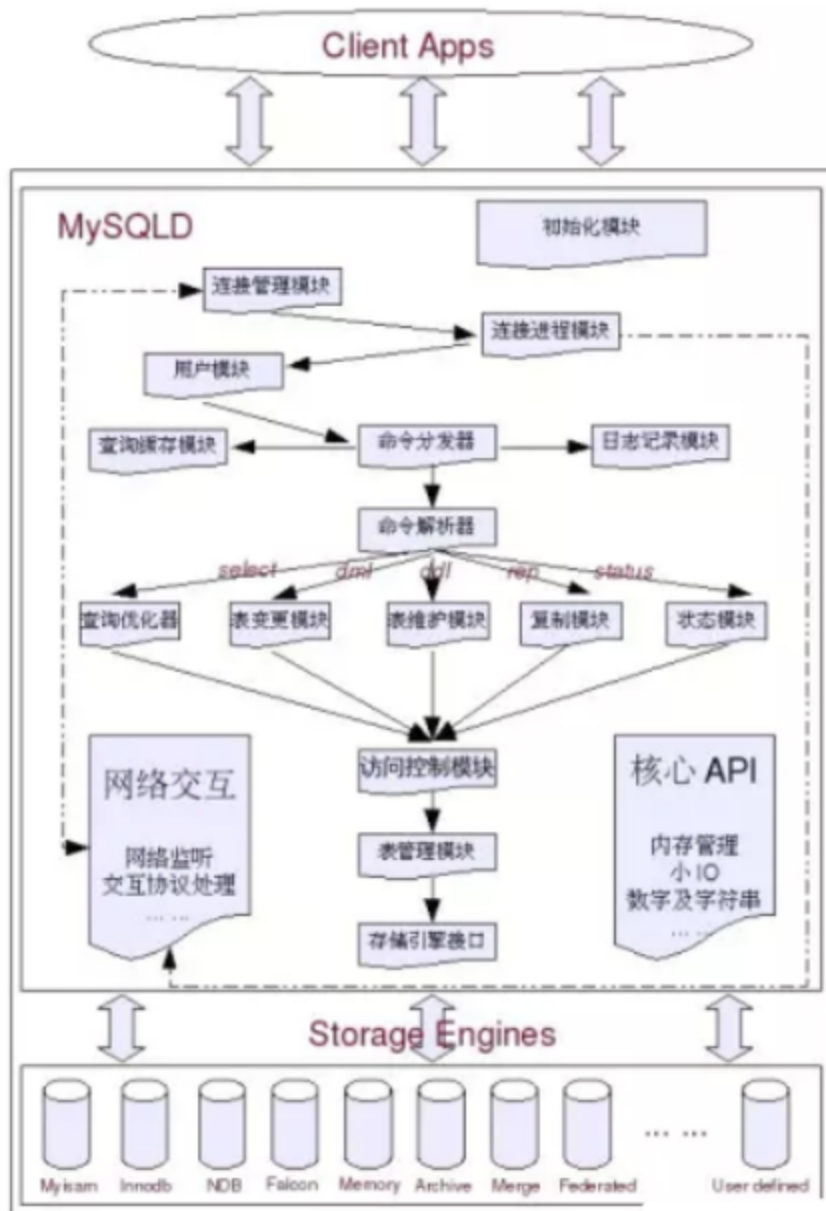 Client Apps
MySQLD
初始化模块
连接管理模块
连接进程模块
用户模块
查询缓存模块
命令分发器
日志记录模块
命令解析器
select
dml
ddl
rep
status
查询优化器
表变更模块
表维护模块
复制模块
状态模块
访问控制模块
网络交互
网络监听
交互协议处理
... ...
核心 API
内存管理
小 IO
数字及字符串
... ...
表管理模块
存储引擎接口
Storage Engines
... ...
Myisam
Innodb
NDB
Falcon
Memory
Archive
Merge
Federated
User defined